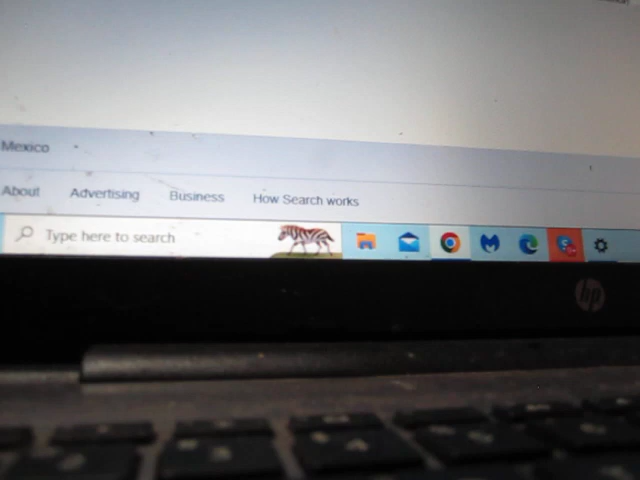 Mexico
About Advertising Business How Search works
Type here to search
hp